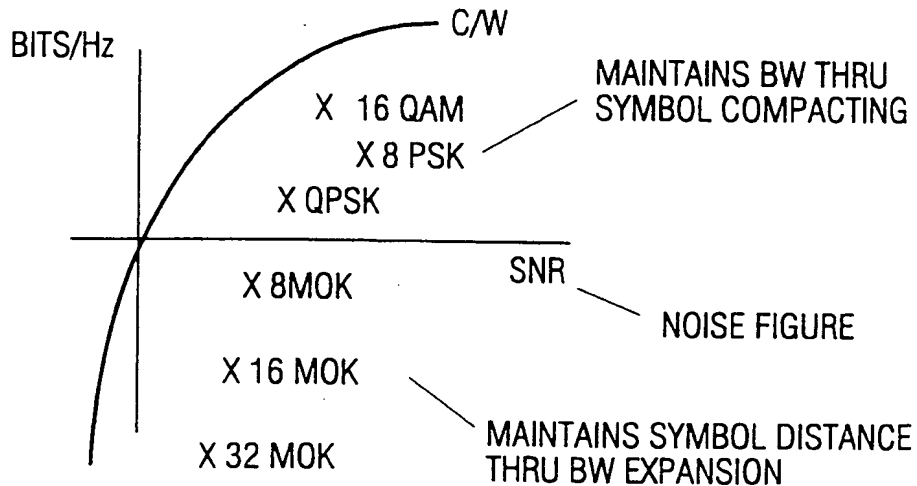 C/W
BITS/Hz
MAINTAINS BW THRU
SYMBOL COMPACTING
X 16 QAM
X 8 PSK
X QPSK
SNR
X 8MOK
NOISE FIGURE
X 16 MOK
MAINTAINS SYMBOL DISTANCE
THRU BW EXPANSION
X 32 MOK